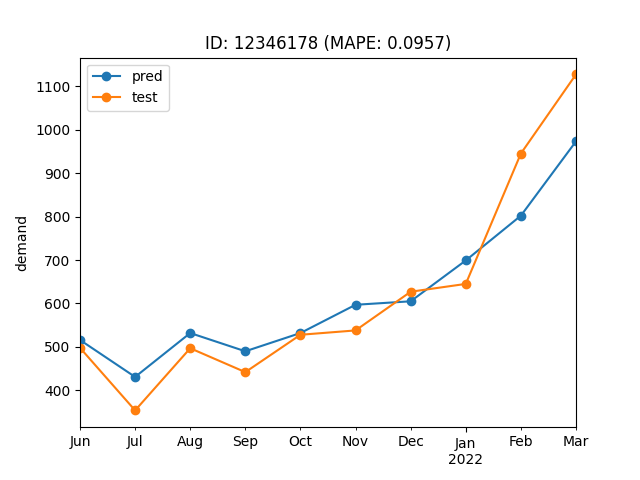 ID: 12346178 (MAPE: 0.0957)
pred
test
demand
1100
1000
900
800
700
600
500
400
Jun Jul Aug Sep Oct Nov Dec Jan Feb Mar
2022